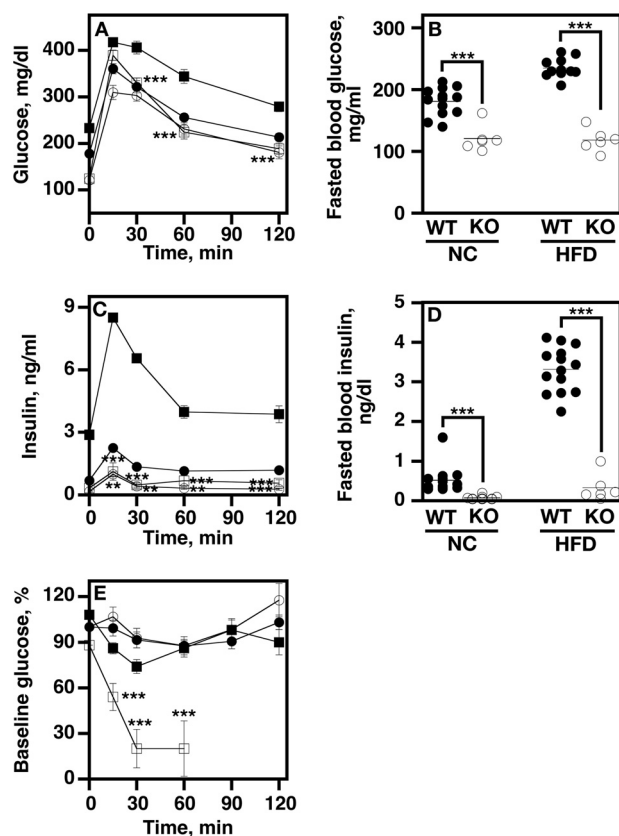 A
Glucose, mg/dl
400
300
200
100
***
***
***
0 30 60 90 120
Time, min
B
Fasted blood glucose,
mg/ml
300
200
100
0
***
***
WT KO WT KO
NC HFD
C
Insulin, ng/ml
9
6
3
0
***
***
***
***
** ** **
***
0 30 60 90 120
Time, min
D
Fasted blood insulin,
ng/dl
5
4
3
2
1
0
***
***
WT KO WT KO
NC HFD
E
Baseline glucose, %
120
90
60
30
0
***
***
***
0 30 60 90 120
Time, min